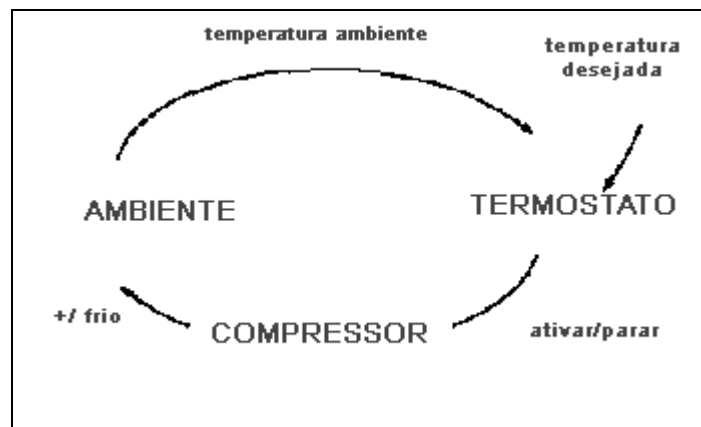 temperatura ambiente
temperatura
desejada
AMBIENTE
TERMOSTATO
+/ frio
COMPRESSOR
ativar/parar